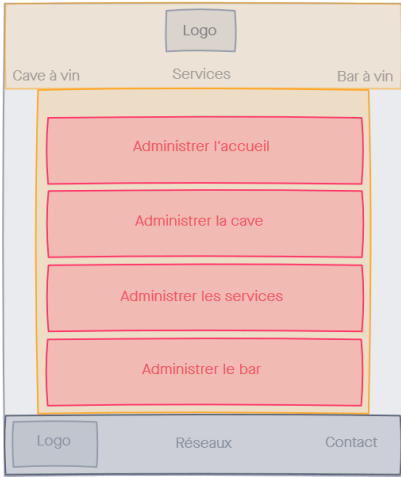 Logo
Cave à vin
Services
Bar à vin
Administrer l'accueil
Administrer la cave
Administrer les services
Administrer le bar
Logo
Réseaux
Contact